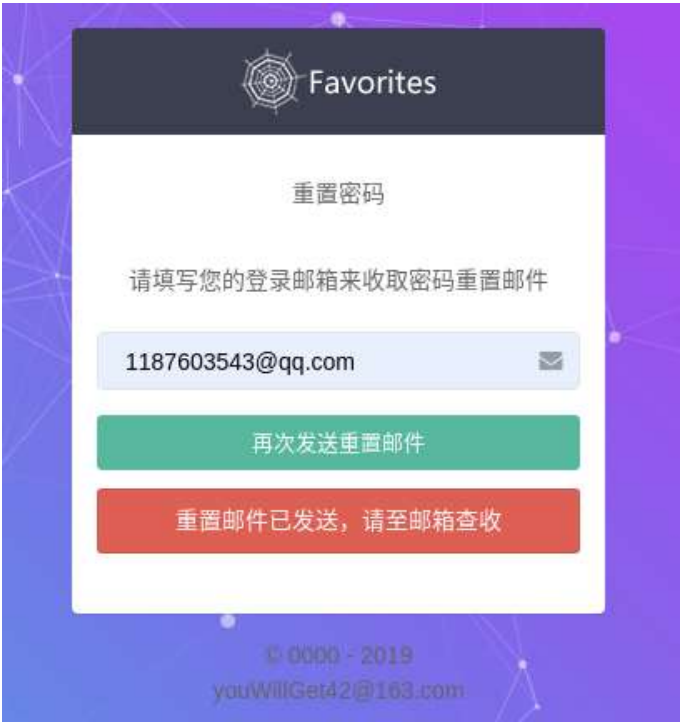 Favorites
重置密码
请填写您的登录邮箱来收取密码重置邮件
1187603543@qq.com
再次发送重置邮件
重置邮件已发送，请至邮箱查收
© 0000 - 2019
youWillGet42@163.com